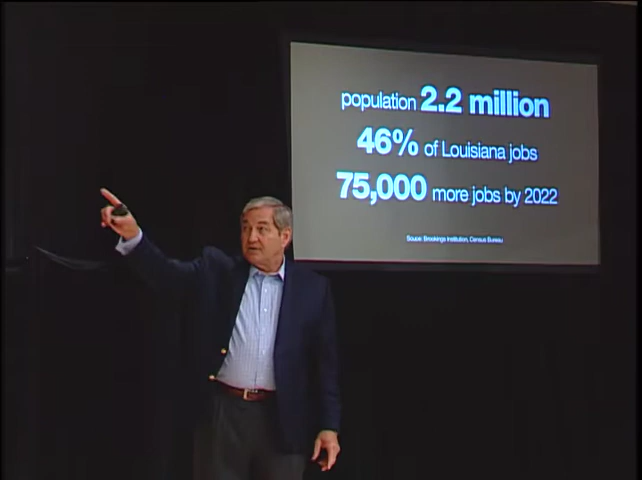 population 2.2 million
46% of Louisiana jobs
75,000 more jobs by 2022
Source: Brookings Institution, Census Bureau